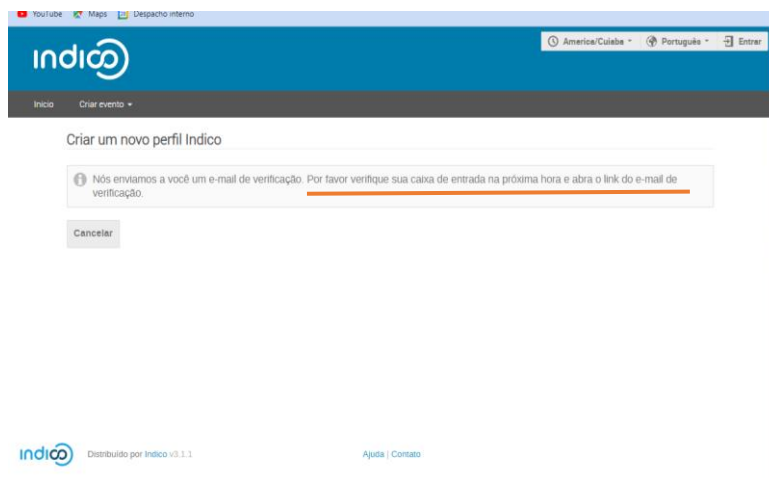 YouTube Maps Despacho interno
indico America/Cuiaba Português Entrar
Início Criar evento
Criar um novo perfil Indico
Nós enviamos a você um e-mail de verificação. Por favor verifique sua caixa de entrada na próxima hora e abra o link do e-mail de
verificação.
Cancelar
indico Distribuído por Indico v3.1.1 Ajuda | Contato